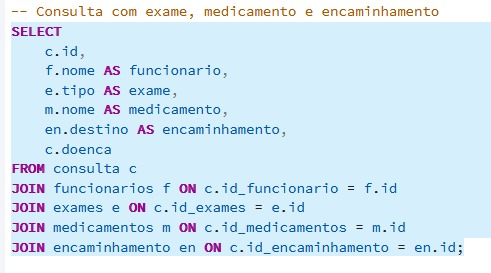 -- Consulta com exame, medicamento e encaminhamento
SELECT
    c.id,
    f.nome AS funcionario,
    e.tipo AS exame,
    m.nome AS medicamento,
    en.destino AS encaminhamento,
    c.doenca
FROM consulta c
JOIN funcionarios f ON c.id_funcionario = f.id
JOIN exames e ON c.id_exames = e.id
JOIN medicamentos m ON c.id_medicamentos = m.id
JOIN encaminhamento en ON c.id_encaminhamento = en.id;